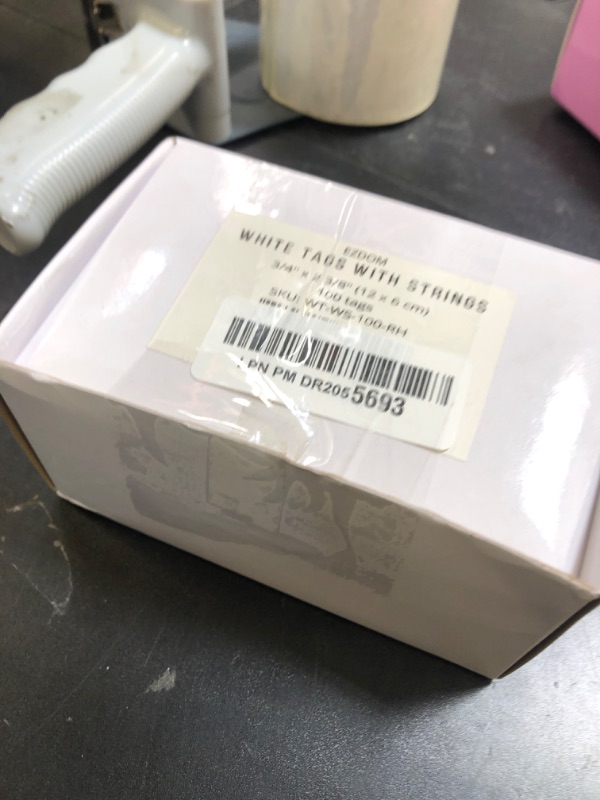 EZDOM
WHITE TAGS WITH STRINGS
3/4" x 2 3/8" (12 x 6 cm)
100 tags
SKU: WT-WS-100-RH
LPN PM DR2055693